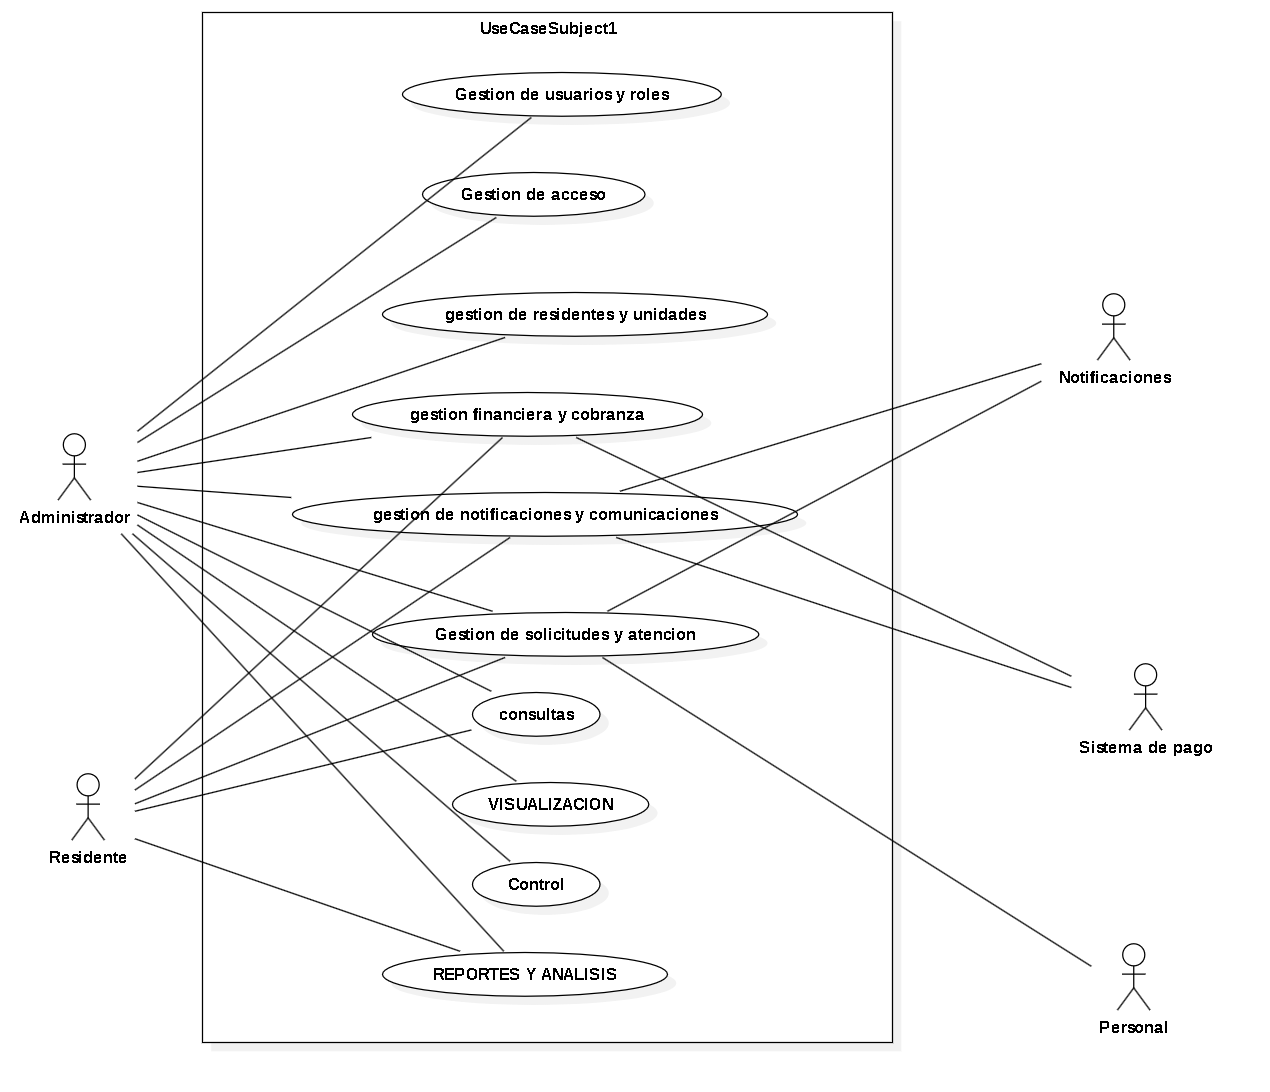 UseCaseSubject1
Gestion de usuarios y roles
Gestion de acceso
gestion de residentes y unidades
Notificaciones
gestion financiera y cobranza
Administrador
gestion de notificaciones y comunicaciones
Gestion de solicitudes y atencion
consultas
Sistema de pago
VISUALIZACION
Residente
Control
REPORTES Y ANALISIS
Personal